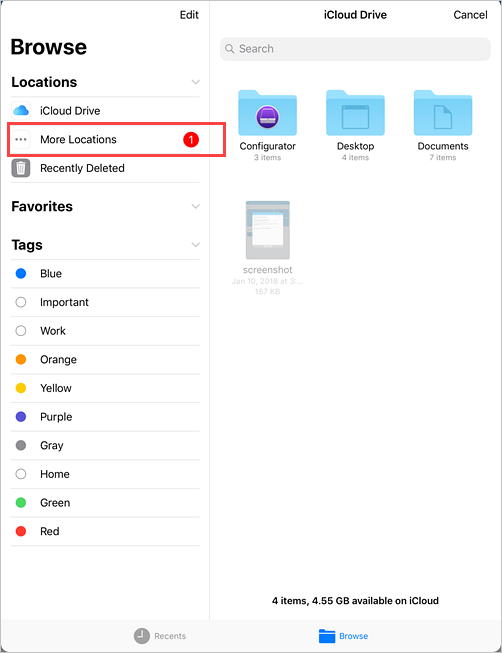 Edit
Browse
Locations
iCloud Drive
More Locations
1
Recently Deleted
Favorites
Tags
Blue
Important
Work
Orange
Yellow
Purple
Gray
Home
Green
Red
iCloud Drive
Cancel
Search
Configurator
3 items
Desktop
4 items
Documents
7 items
screenshot
Jan 10, 2018 at 3:...
167 KB
4 items, 4.55 GB available on iCloud
Recents
Browse